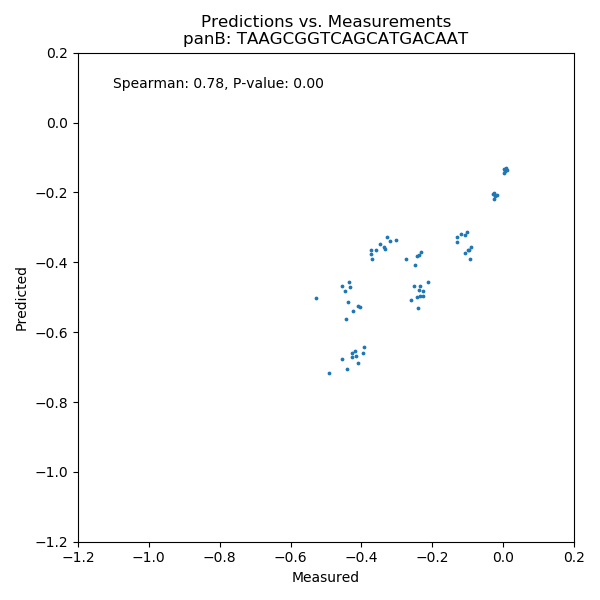 Predictions vs. Measurements
panB: TAAGCGGTCAGCATGACAAT
Spearman: 0.78, P-value: 0.00
0.2
0.0
−0.2
−0.4
−0.6
−0.8
−1.0
−1.2
Predicted
−1.2 −1.0 −0.8 −0.6 −0.4 −0.2 0.0 0.2
Measured